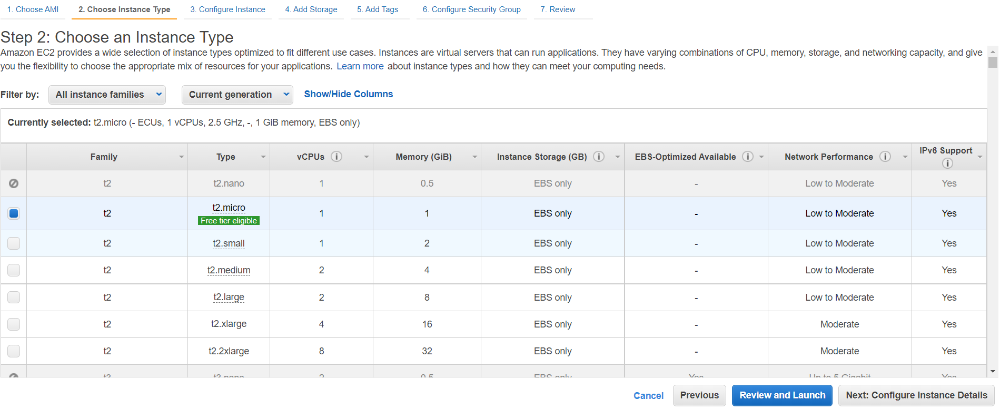 1. Choose AMI 2. Choose Instance Type 3. Configure Instance 4. Add Storage 5. Add Tags 6. Configure Security Group 7. Review
Step 2: Choose an Instance Type
Amazon EC2 provides a wide selection of instance types optimized to fit different use cases. Instances are virtual servers that can run applications. They have varying combinations of CPU, memory, storage, and networking capacity, and give
you the flexibility to choose the appropriate mix of resources for your applications. Learn more about instance types and how they can meet your computing needs.
Filter by: All instance families Current generation Show/Hide Columns
Currently selected: t2.micro (- ECUs, 1 vCPUs, 2.5 GHz, -, 1 GiB memory, EBS only)
Family Type vCPUs Memory (GiB) Instance Storage (GB) EBS-Optimized Available Network Performance IPv6 Support
t2 t2.nano 1 0.5 EBS only - Low to Moderate Yes
t2 t2.micro 1 1 EBS only - Low to Moderate Yes
Free tier eligible
t2 t2.small 1 2 EBS only - Low to Moderate Yes
t2 t2.medium 2 4 EBS only - Low to Moderate Yes
t2 t2.large 2 8 EBS only - Low to Moderate Yes
t2 t2.xlarge 4 16 EBS only - Moderate Yes
t2 t2.2xlarge 8 32 EBS only - Moderate Yes
t3 t3.nano 2 0.5 EBS only Yes Up to 5 Gigabit Yes
Cancel Previous Review and Launch Next: Configure Instance Details